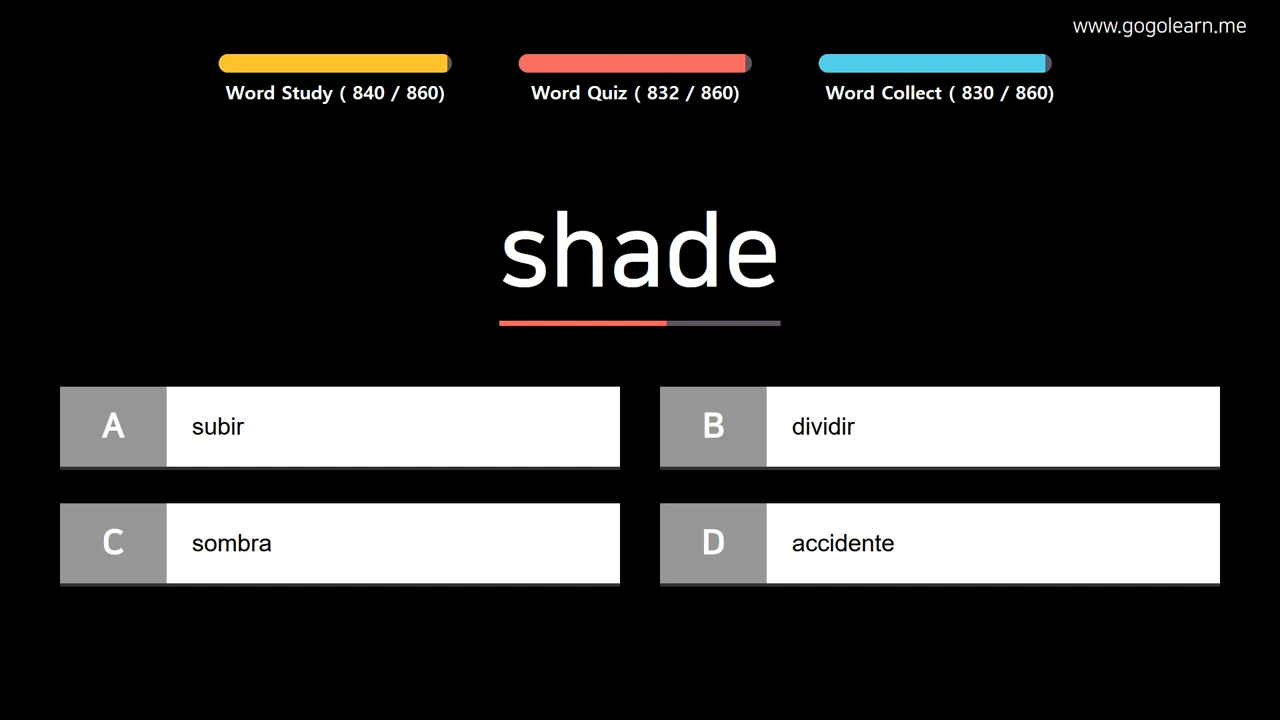 www.gogolearn.me
Word Study ( 840 / 860)
Word Quiz ( 832 / 860)
Word Collect ( 830 / 860)
shade
A
subir
B
dividir
C
sombra
D
accidente